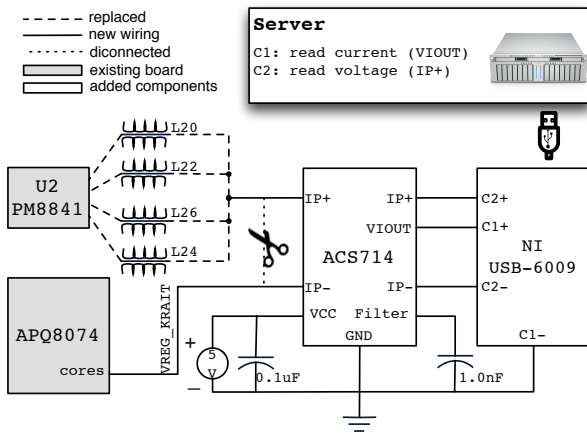 replaced
new wiring
diconnected
existing board
added components
Server
C1: read current (VIOUT)
C2: read voltage (IP+)
L20
L22
L26
L24
U2
PM8841
IP+
IP+
C2+
VIOUT
C1+
ACS714
NI
USB-6009
IP-
IP-
C2-
VCC
Filter
GND
C1-
APQ8074
cores
VREG_KRAIT
+
5
V
_
0.1uF
1.0nF